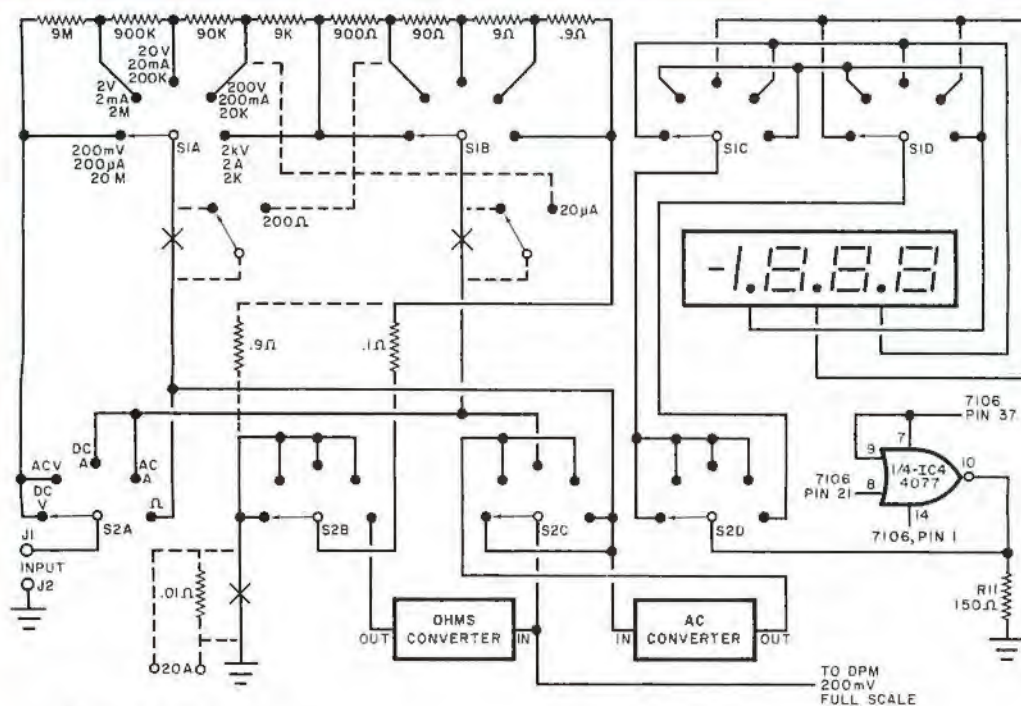 9M 900K 90K 9K 900Ω 90Ω 9Ω .9Ω
20V
20mA
200K
2V
2mA
2M
200V
200mA
20K
200mV
200µA
20M
S1A
2kV
2A
2K
S1B
S1C
S1D
200Ω
20µA
-1.8.8.8
.9Ω
.1Ω
DC
A
AC
A
ACV
DC
V
Ω
S2A
S2B
S2C
S2D
J1
INPUT
J2
.01Ω
20A
OUT
OHMS
CONVERTER
IN
IN
AC
CONVERTER
OUT
TO DPM
200mV
FULL SCALE
7106
PIN 37
9
7
8
10
14
1/4-IC4
4077
7106
PIN 21
7106, PIN 1
R11
150Ω